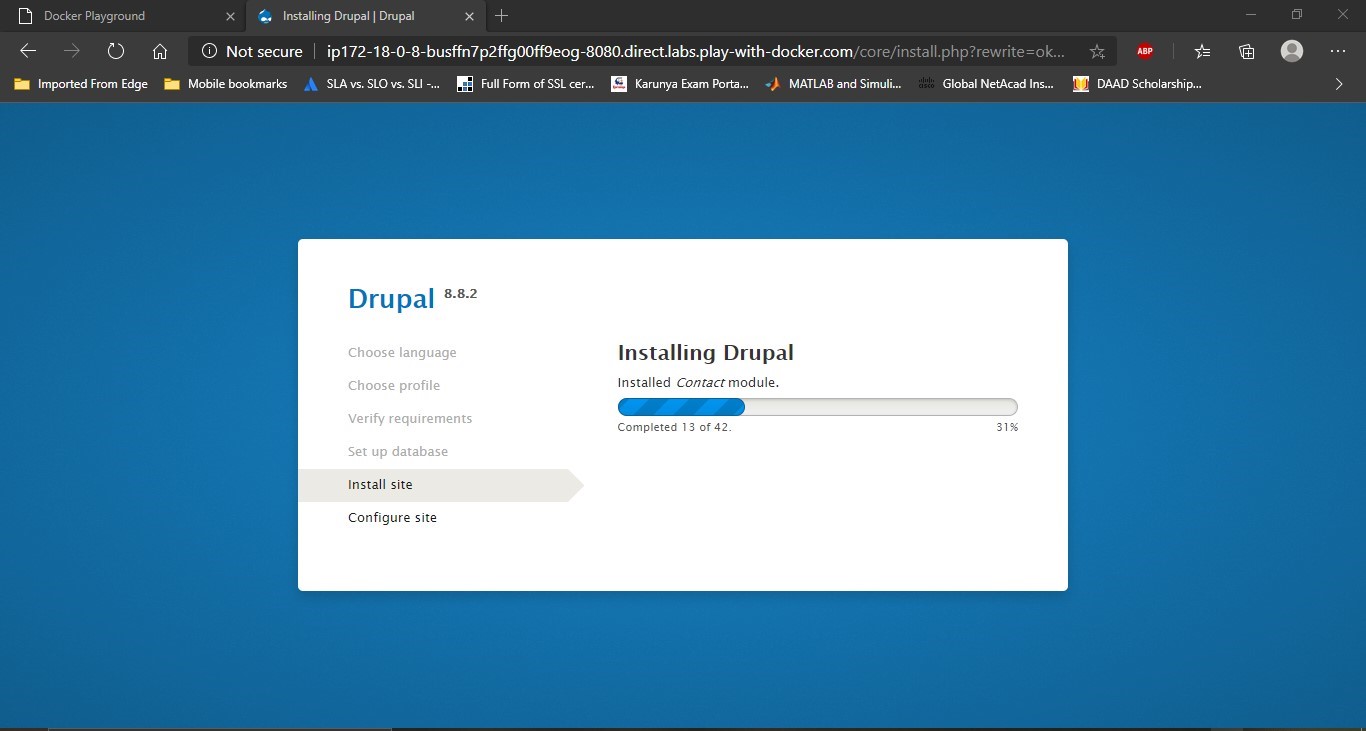 Docker Playground
Installing Drupal | Drupal
Not secure
ip172-18-0-8-busffn7p2ffg00ff9eog-8080.direct.labs.play-with-docker.com/core/install.php?rewrite=ok...
ABP
Imported From Edge
Mobile bookmarks
SLA vs. SLO vs. SLI -...
Full Form of SSL cer...
Karunya Exam Porta...
MATLAB and Simuli...
Global NetAcad Ins...
DAAD Scholarship...
Drupal 8.8.2
Choose language
Choose profile
Verify requirements
Set up database
Install site
Configure site
Installing Drupal
Installed Contact module.
Completed 13 of 42.
31%